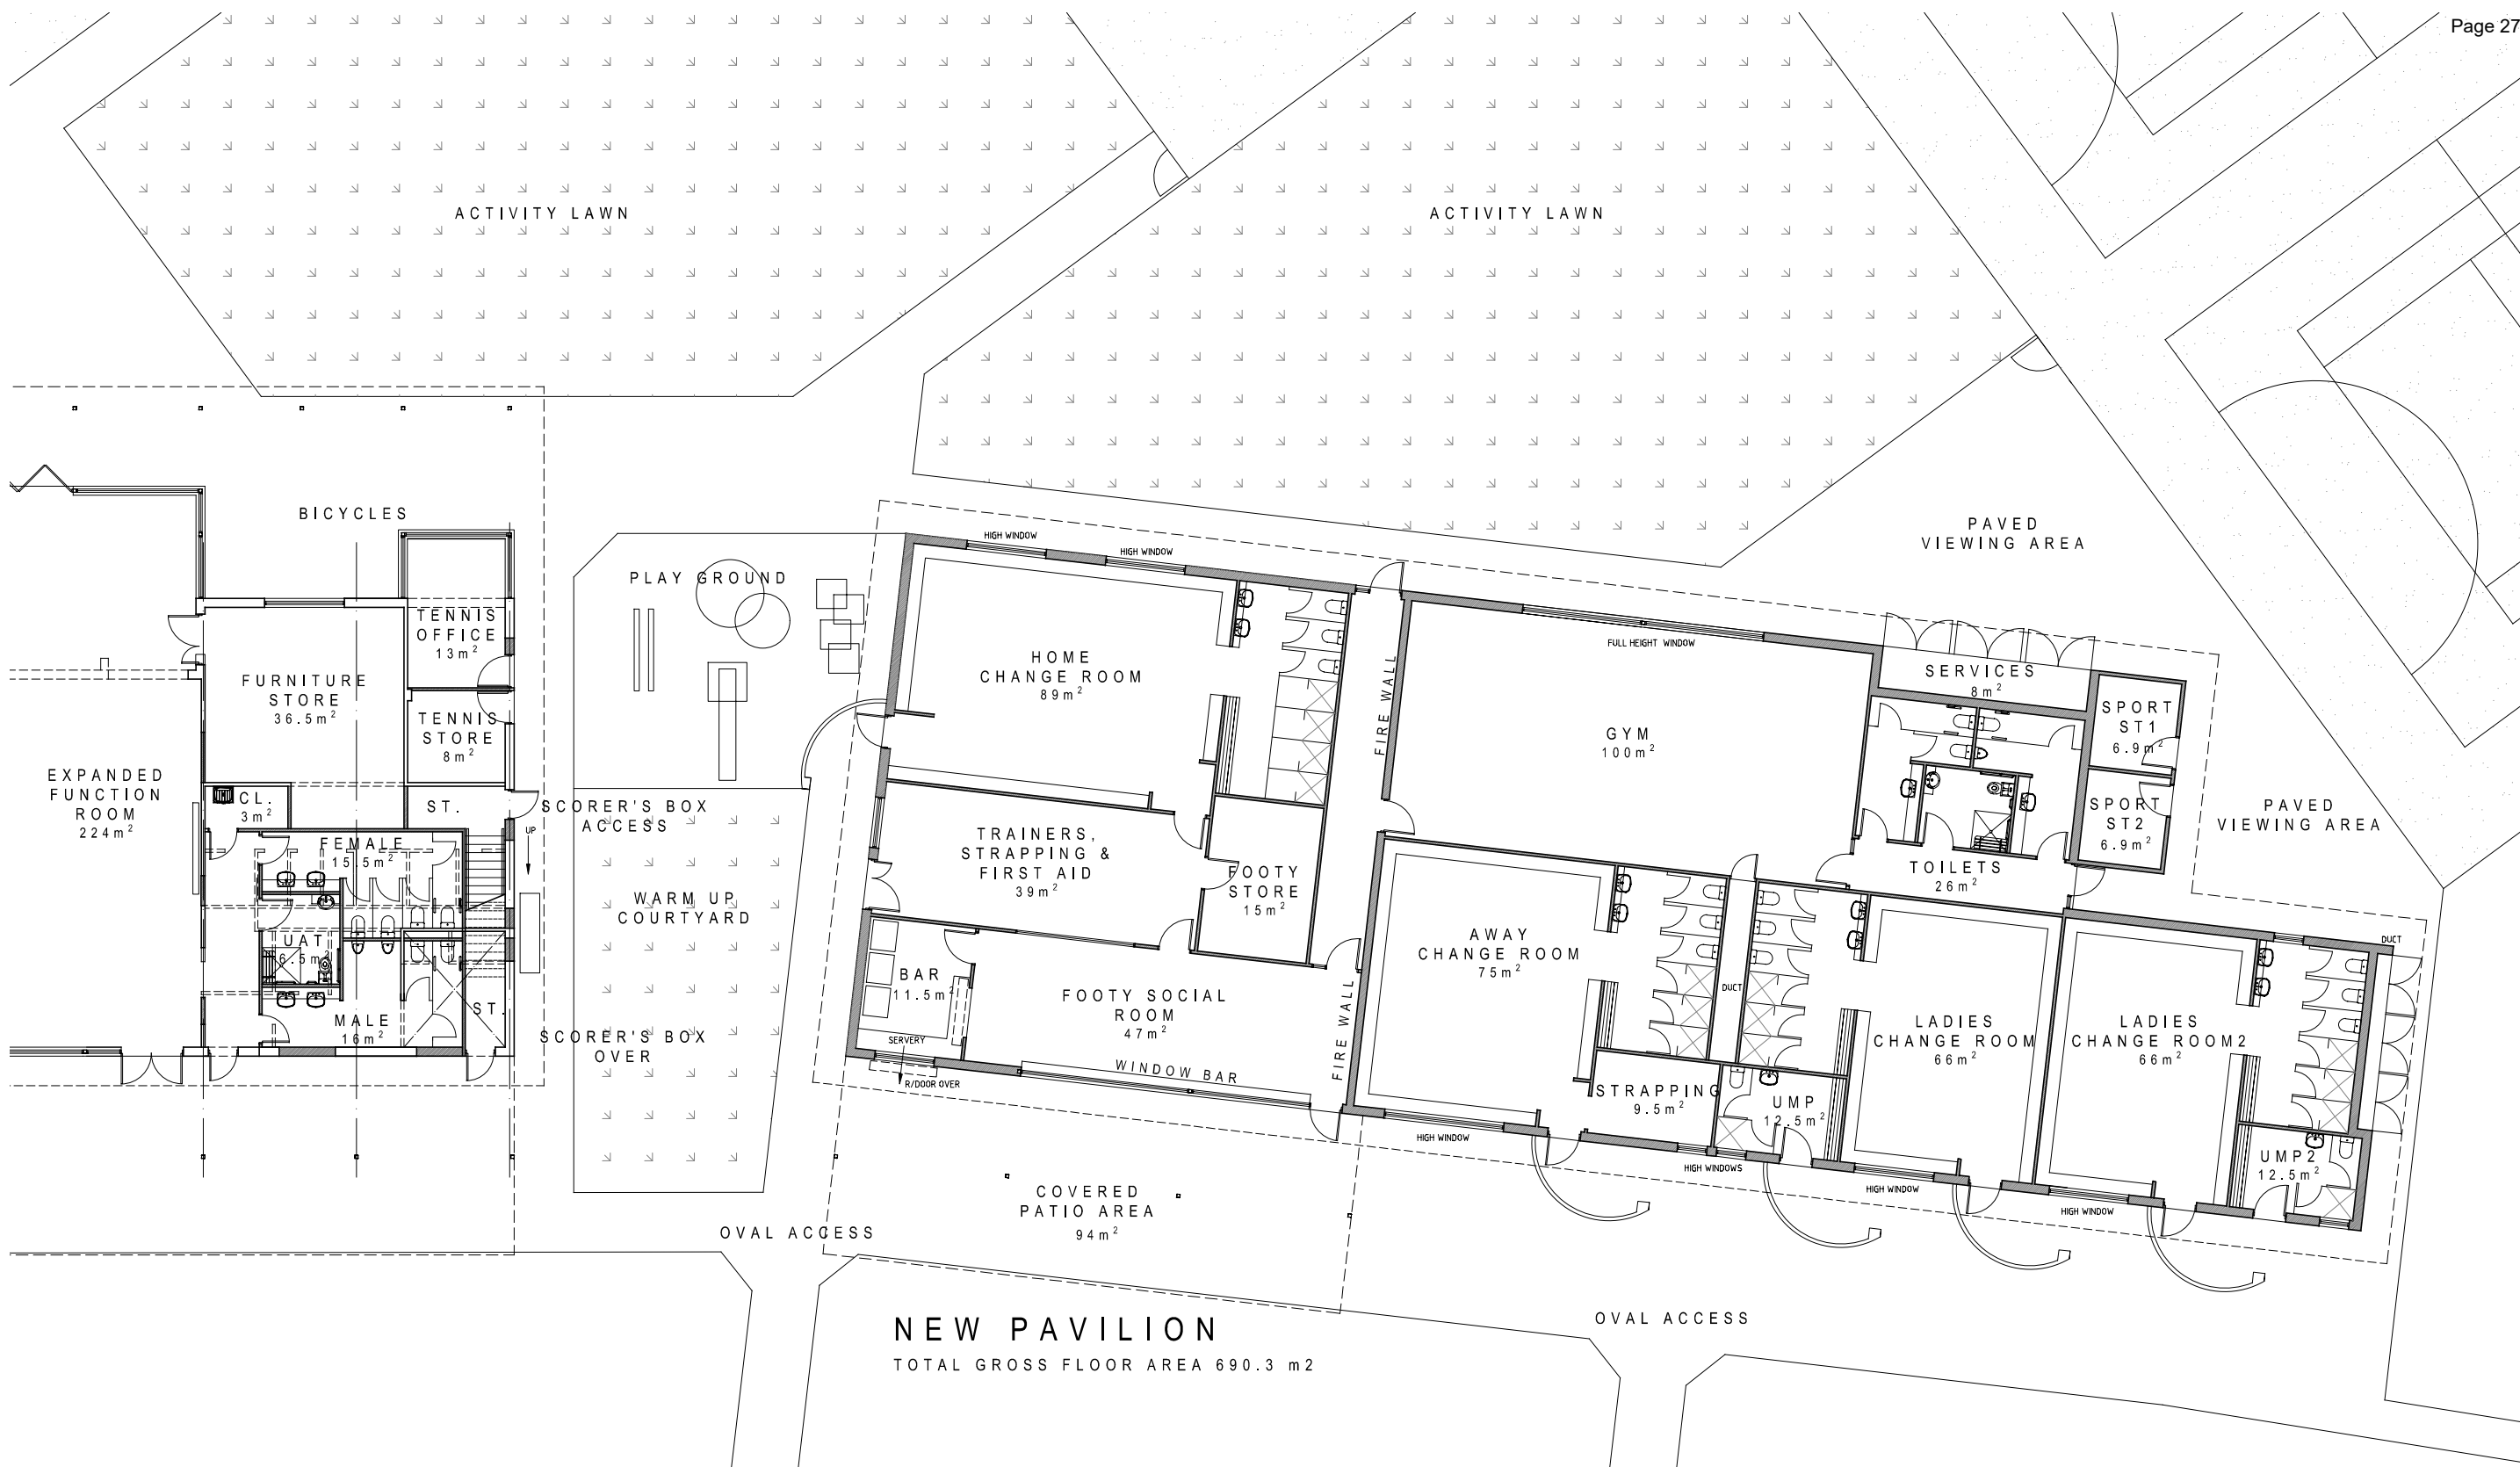 Page 27
ACTIVITY LAWN
ACTIVITY LAWN
BICYCLES
PLAY GROUND
HIGH WINDOW
HIGH WINDOW
PAVED
VIEWING AREA
TENNIS
OFFICE
13m²
FURNITURE
STORE
36.5m²
TENNIS
STORE
8m²
EXPANDED
FUNCTION
ROOM
224m²
CL.
3m²
ST.
SCORER'S BOX
ACCESS
UP
FEMALE
15.5m²
WARM UP
COURTYARD
UAT
6.5m²
MALE
16m²
ST.
SCORER'S BOX
OVER
HOME
CHANGE ROOM
89m²
FIRE WALL
FULL HEIGHT WINDOW
GYM
100m²
SERVICES
8m²
SPORT
ST1
6.9m²
SPORT
ST2
6.9m²
PAVED
VIEWING AREA
TRAINERS,
STRAPPING &
FIRST AID
39m²
FOOTY
STORE
15m²
TOILETS
26m²
BAR
11.5m²
FOOTY SOCIAL
ROOM
47m²
SERVERY
R/DOOR OVER
WINDOW BAR
FIRE WALL
AWAY
CHANGE ROOM
75m²
DUCT
STRAPPING
9.5m²
UMP
12.5m²
LADIES
CHANGE ROOM
66m²
LADIES
CHANGE ROOM2
66m²
DUCT
UMP2
12.5m²
HIGH WINDOW
HIGH WINDOWS
HIGH WINDOW
HIGH WINDOW
COVERED
PATIO AREA
94m²
OVAL ACCESS
OVAL ACCESS
NEW PAVILION
TOTAL GROSS FLOOR AREA 690.3 m2